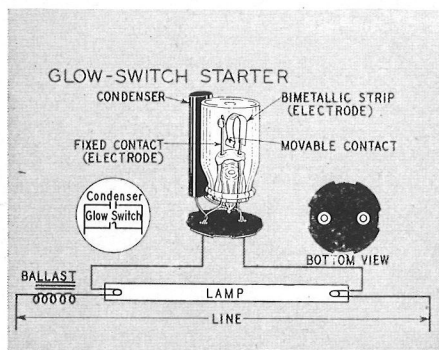 GLOW-SWITCH STARTER
CONDENSER
BIMETALLIC STRIP
(ELECTRODE)
FIXED CONTACT
(ELECTRODE)
MOVABLE CONTACT
Condenser
Glow Switch
BOTTOM VIEW
BALLAST
LAMP
LINE